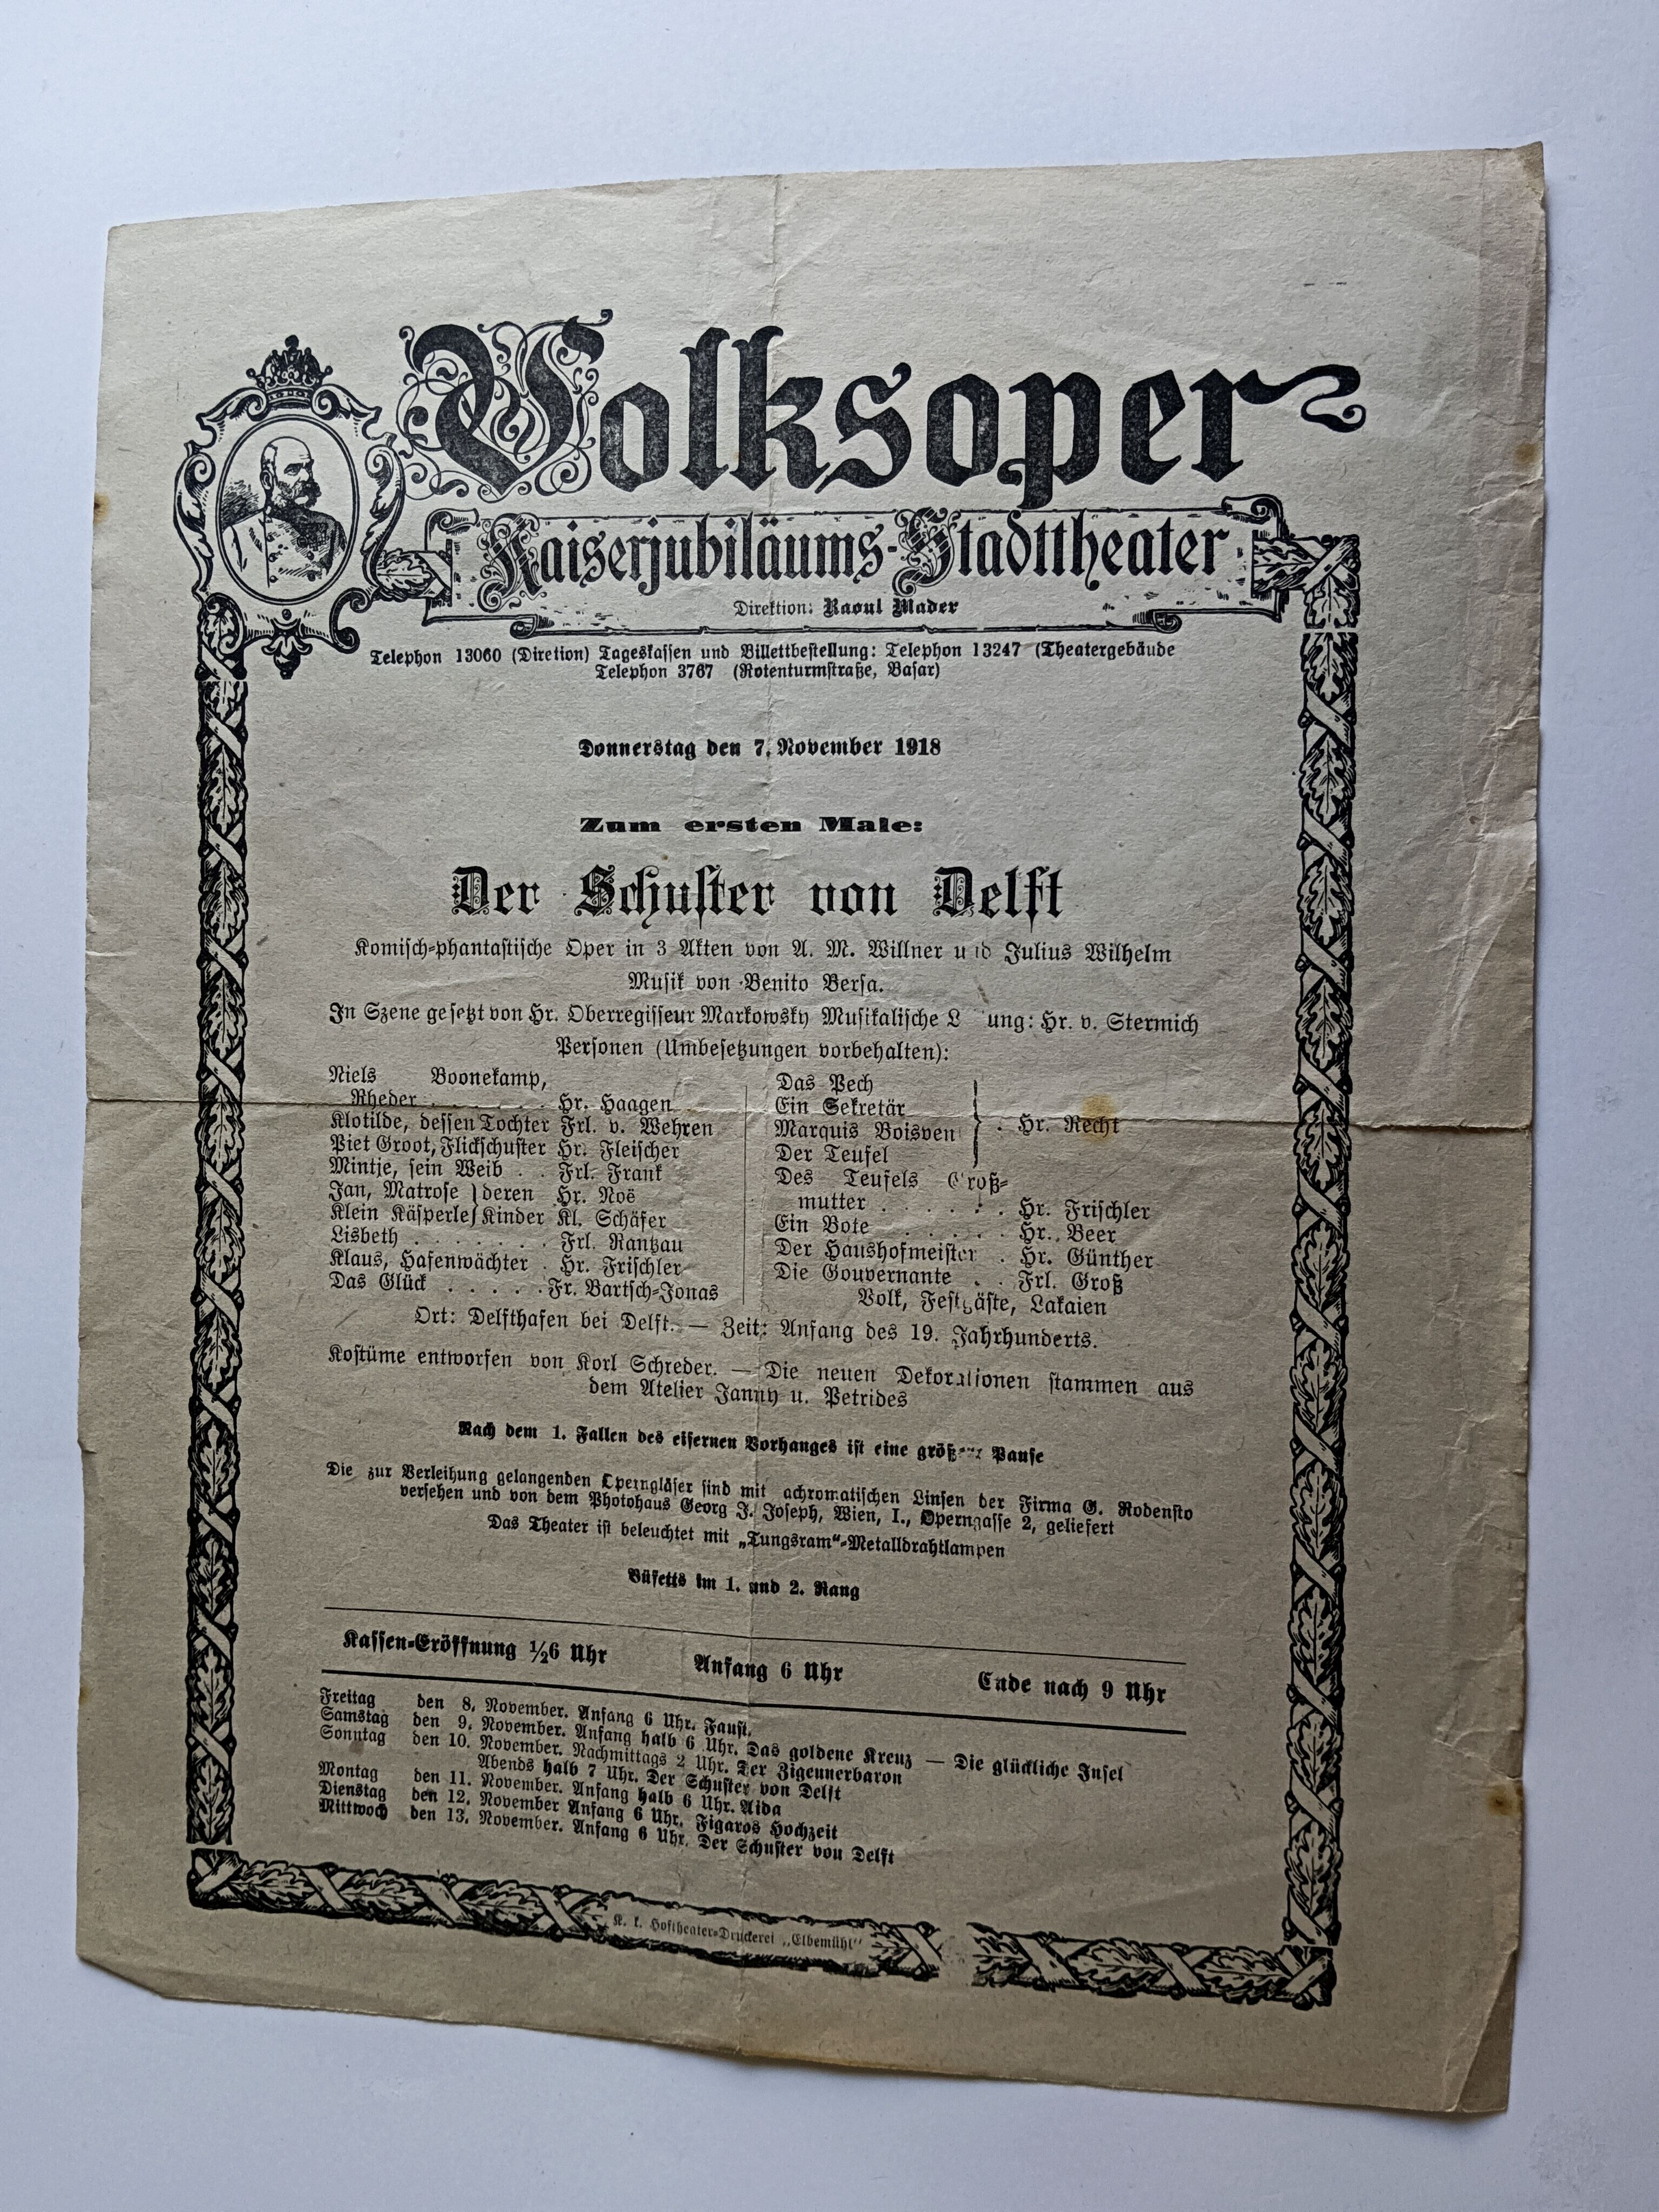 Volksoper
Kaiserjubiläums-Stadttheater
Direktion: Raoul Mader
Telephon 13060 (Diretion) Tageskassen und Billettbestellung: Telephon 13247 (Theatergebäude
Telephon 3767 (Rotenturmstraße, Basar)
Donnerstag den 7. November 1918
Zum ersten Male:
Der Schuster von Delft
Komisch-phantastische Oper in 3 Akten von A. M. Willner u d Julius Wilhelm
Musik von Benito Bersa.
In Szene gesetzt von Hr. Oberregisseur Markowsky Musikalische L ung: Hr. v. Stermich
Personen (Umbesetzungen vorbehalten):
Niels Boonekamp,
Rheder . . . . . . Hr. Haagen
Klotilde, dessen Tochter Frl. v. Wehren
Piet Groot, Flickschuster Hr. Fleischer
Mintje, sein Weib . . Frl. Frank
Jan, Matrose } deren Hr. Noë
Klein Käsperle } Kinder Kl. Schäfer
Lisbeth . . . . . . . Frl. Rantzau
Klaus, Hafenwächter . Hr. Frischler
Das Glück . . . . . Fr. Bartsch-Jonas
Das Pech
Ein Sekretär
Marquis Boisven } . Hr. Recht
Der Teufel
Des Teufels Groß-
mutter . . . . . . Hr. Frischler
Ein Bote . . . . . Hr. Beer
Der Haushofmeister . Hr. Günther
Die Gouvernante . . Frl. Groß
Volk, Festgäste, Lakaien
Ort: Delfthafen bei Delft. — Zeit: Anfang des 19. Jahrhunderts.
Kostüme entworfen von Korl Schreder. — Die neuen Dekorationen stammen aus
dem Atelier Janny u. Petrides
Nach dem 1. Fallen des eisernen Vorhanges ist eine größere Pause
Die zur Verleihung gelangenden Operngläser sind mit achromatischen Linsen der Firma G. Rodensto
versehen und von dem Photohaus Georg J. Joseph, Wien, I., Operngasse 2, geliefert
Das Theater ist beleuchtet mit „Tungsram“-Metalldrahtlampen
Büfetts im 1. und 2. Rang
Kassen-Eröffnung ½6 Uhr Anfang 6 Uhr Ende nach 9 Uhr
Freitag den 8. November. Anfang 6 Uhr. Faust.
Samstag den 9. November. Anfang halb 6 Uhr. Das goldene Kreuz — Die glückliche Insel
Sonntag den 10. November. Nachmittags 2 Uhr. Der Zigeunerbaron
Abends halb 7 Uhr. Der Schuster von Delft
Montag den 11. November. Anfang halb 6 Uhr. Aida
Dienstag den 12. November Anfang 6 Uhr. Figaros Hochzeit
Mittwoch den 13. November. Anfang 6 Uhr. Der Schuster von Delft
K. k. Hoftheater-Druckerei „Elbemühl“